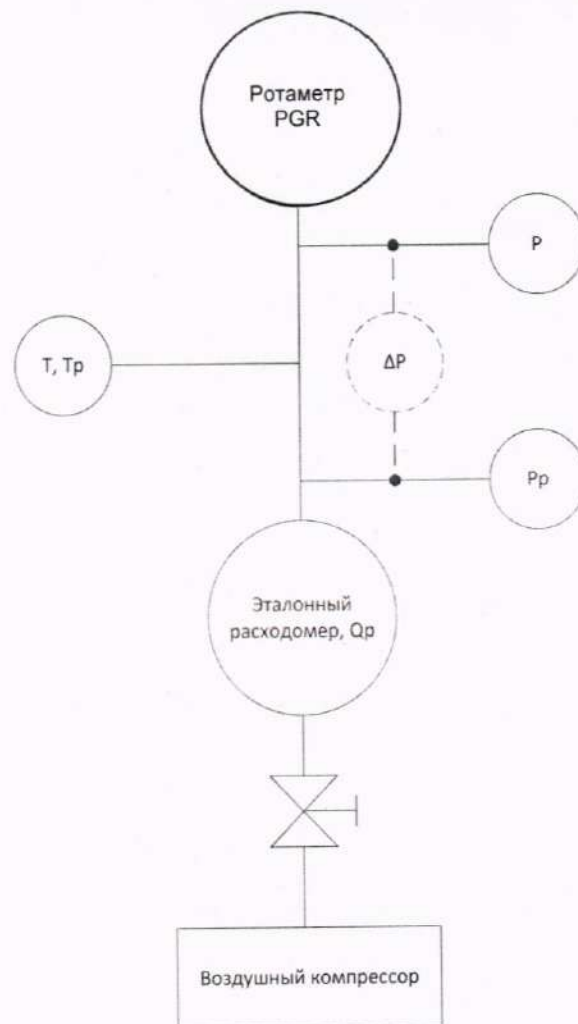 Ротаметр
PGR
P
T, Tp
ΔP
Pp
Эталонный
расходомер, Qp
Воздушный компрессор